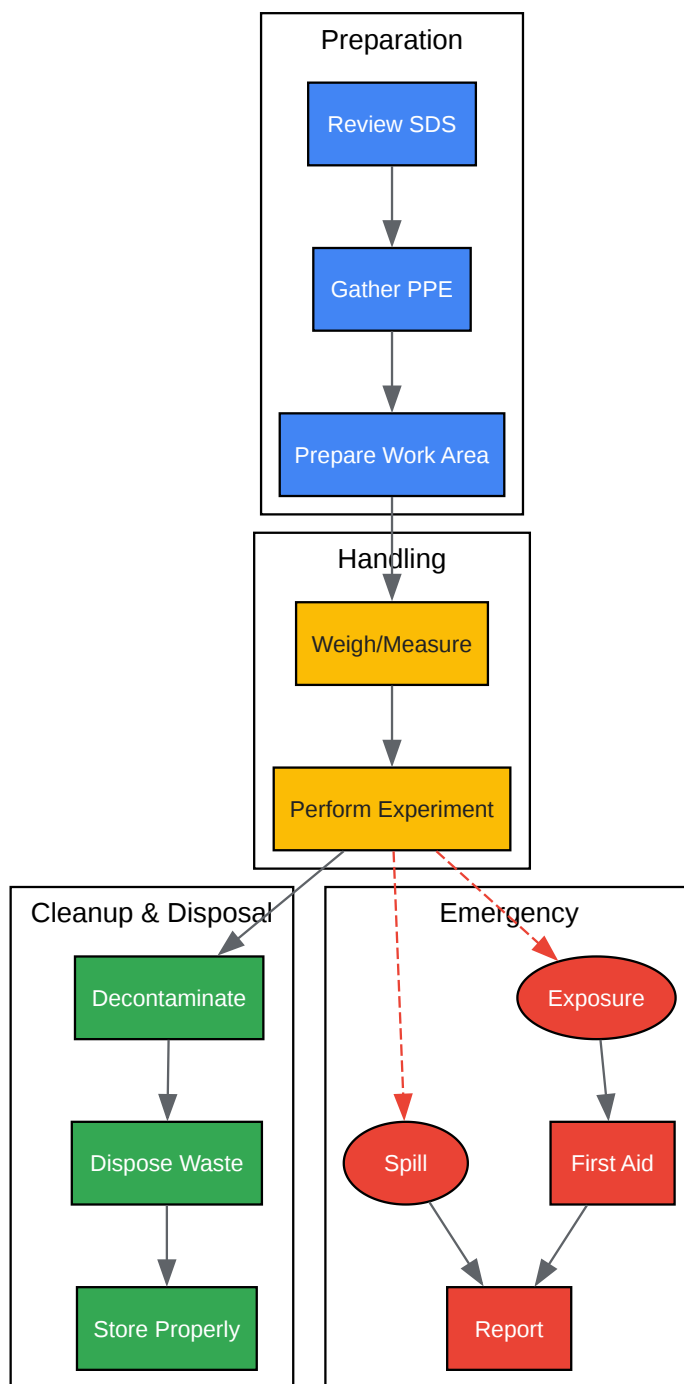 Preparation
Review SDS
Gather PPE
Prepare Work Area
Handling
Weigh/Measure
Perform Experiment
Cleanup & Disposal
Decontaminate
Dispose Waste
Store Properly
Emergency
Exposure
Spill
First Aid
Report